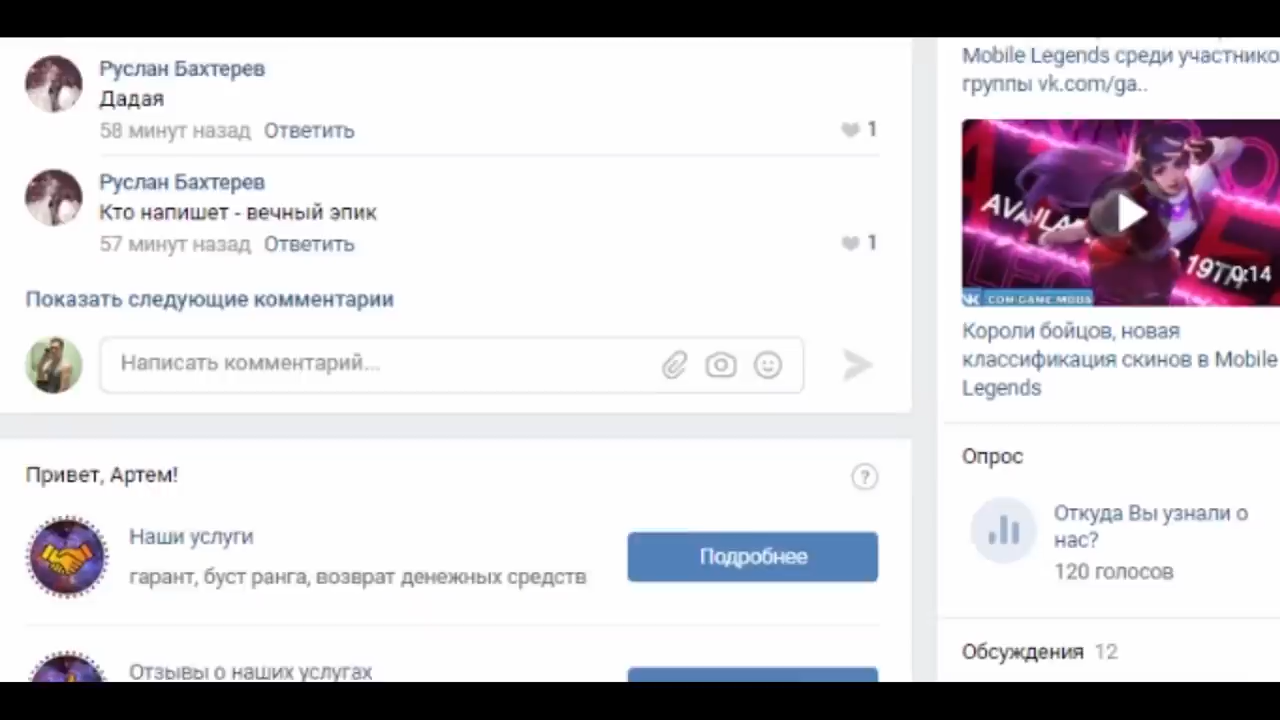 Руслан Бахтерев
Дадая
58 минут назад Ответить
1
Руслан Бахтерев
Кто напишет - вечный эпик
57 минут назад Ответить
1
Показать следующие комментарии
Написать комментарий...
Привет, Артем!
?
Наши услуги
гарант, буст ранга, возврат денежных средств
Подробнее
Отзывы о наших услугах
Mobile Legends среди участнико
группы vk.com/ga..
0:14
COM/GAME.MODS
Короли бойцов, новая
классификация скинов в Mobile
Legends
Опрос
Откуда Вы узнали о
нас?
120 голосов
Обсуждения 12